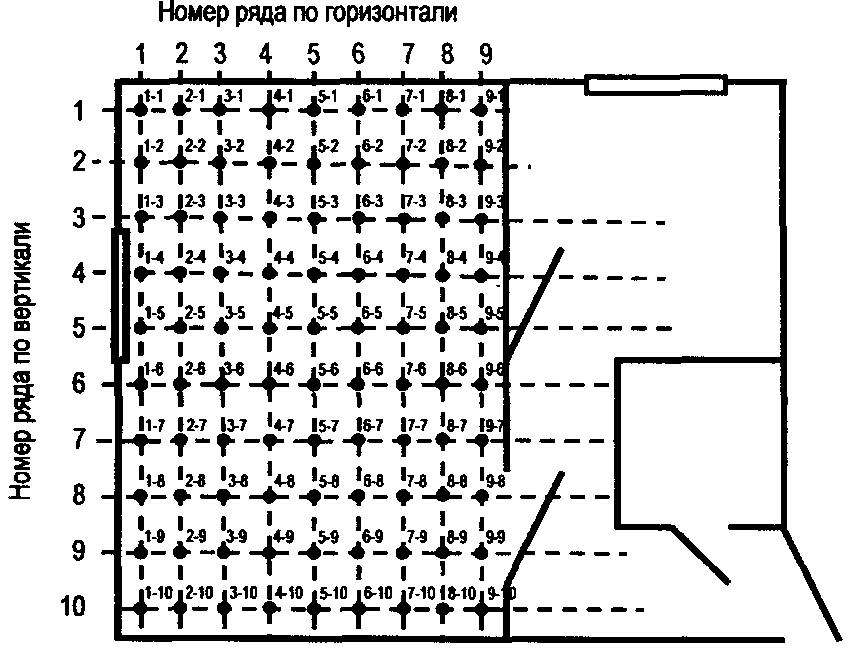 Номер ряда по горизонтали
1 2 3 4 5 6 7 8 9
1 1-1 2-1 3-1 4-1 5-1 6-1 7-1 8-1 9-1
2 1-2 2-2 3-2 4-2 5-2 6-2 7-2 8-2 9-2
3 1-3 2-3 3-3 4-3 5-3 6-3 7-3 8-3 9-3
4 1-4 2-4 3-4 4-4 5-4 6-4 7-4 8-4 9-4
5 1-5 2-5 3-5 4-5 5-5 6-5 7-5 8-5 9-5
6 1-6 2-6 3-6 4-6 5-6 6-6 7-6 8-6 9-6
7 1-7 2-7 3-7 4-7 5-7 6-7 7-7 8-7 9-7
8 1-8 2-8 3-8 4-8 5-8 6-8 7-8 8-8 9-8
9 1-9 2-9 3-9 4-9 5-9 6-9 7-9 8-9 9-9
10 1-10 2-10 3-10 4-10 5-10 6-10 7-10 8-10 9-10
Номер ряда по вертикали